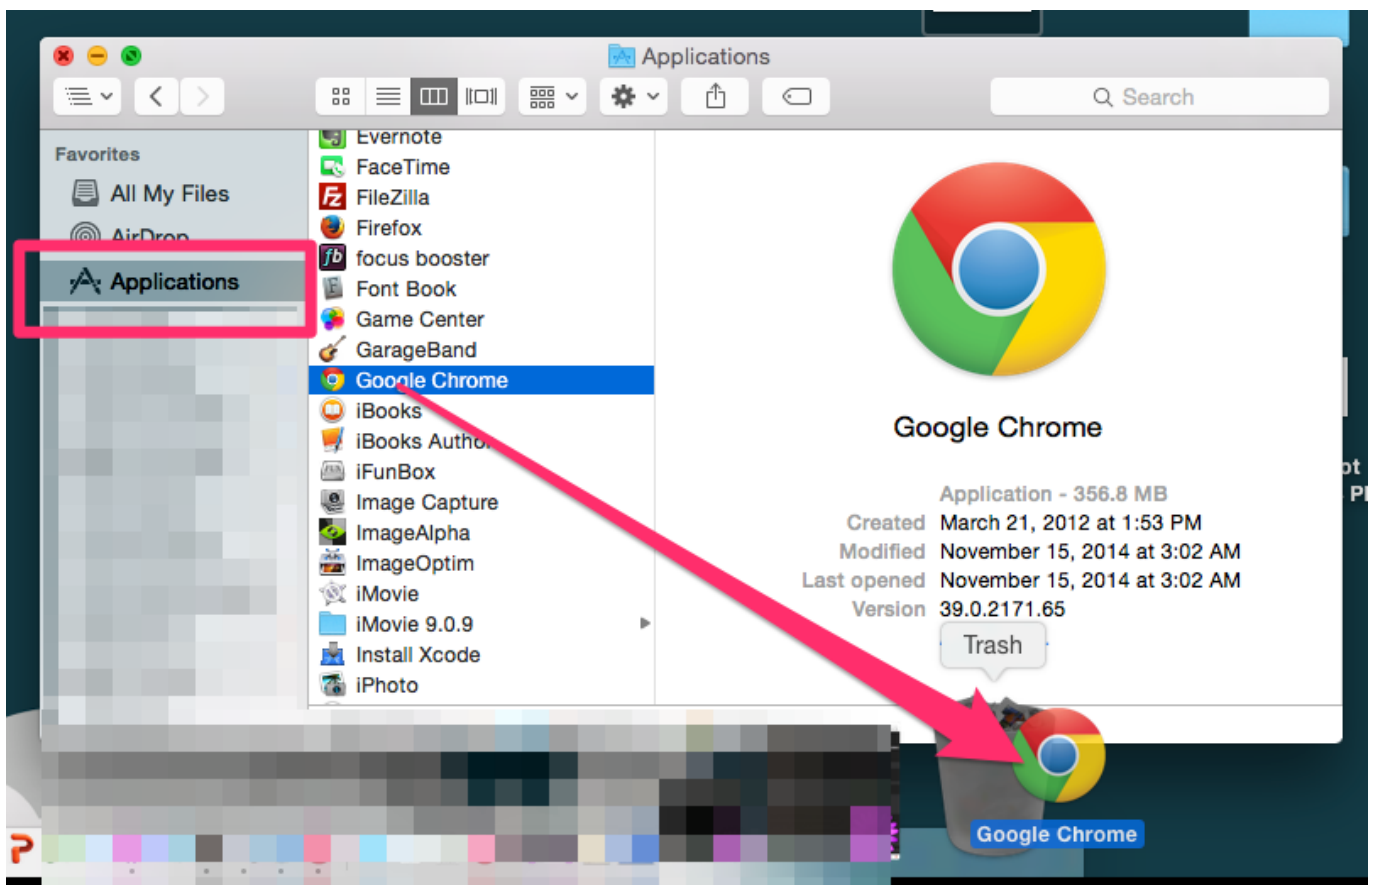 Applications
Search
Favorites
All My Files
AirDrop
Applications
Evernote
FaceTime
FileZilla
Firefox
focus booster
Font Book
Game Center
GarageBand
Google Chrome
iBooks
iBooks Author
iFunBox
Image Capture
ImageAlpha
ImageOptim
iMovie
iMovie 9.0.9
Install Xcode
iPhoto
Google Chrome
Application - 356.8 MB
Created March 21, 2012 at 1:53 PM
Modified November 15, 2014 at 3:02 AM
Last opened November 15, 2014 at 3:02 AM
Version 39.0.2171.65
Trash
Google Chrome